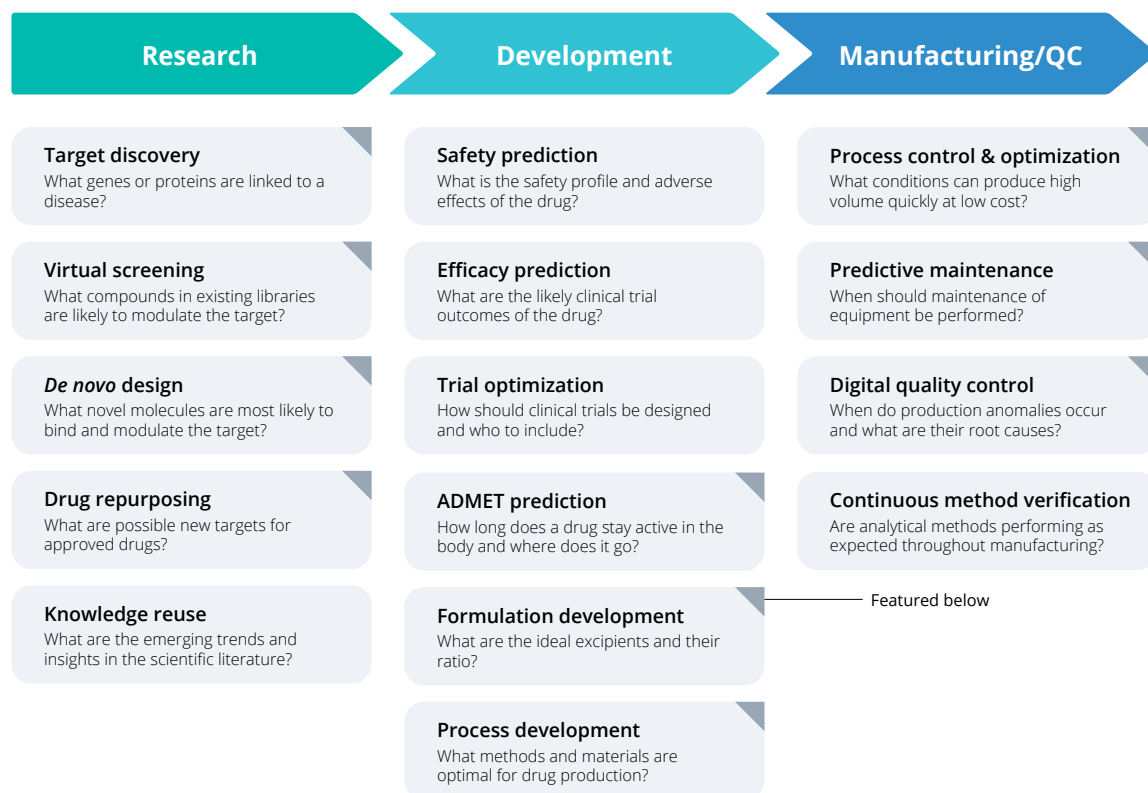 Research
Development
Manufacturing/QC
Target discovery
What genes or proteins are linked to a
disease?
Virtual screening
What compounds in existing libraries
are likely to modulate the target?
De novo design
What novel molecules are most likely to
bind and modulate the target?
Drug repurposing
What are possible new targets for
approved drugs?
Knowledge reuse
What are the emerging trends and
insights in the scientific literature?
Safety prediction
What is the safety profile and adverse
effects of the drug?
Efficacy prediction
What are the likely clinical trial
outcomes of the drug?
Trial optimization
How should clinical trials be designed
and who to include?
ADMET prediction
How long does a drug stay active in the
body and where does it go?
Formulation development
What are the ideal excipients and their
ratio?
Process development
What methods and materials are
optimal for drug production?
Process control & optimization
What conditions can produce high
volume quickly at low cost?
Predictive maintenance
When should maintenance of
equipment be performed?
Digital quality control
When do production anomalies occur
and what are their root causes?
Continuous method verification
Are analytical methods performing as
expected throughout manufacturing?
Featured below